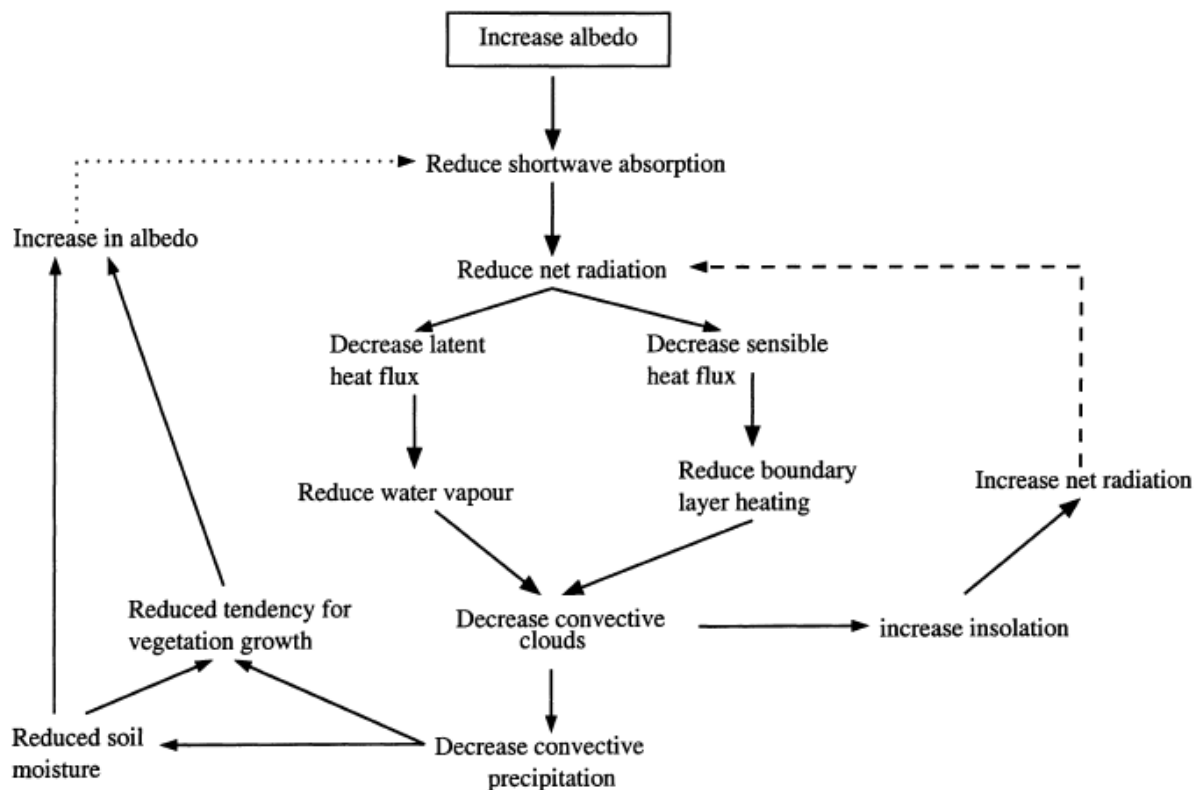 Increase albedo
Reduce shortwave absorption
Increase in albedo
Reduce net radiation
Decrease latent
heat flux
Decrease sensible
heat flux
Reduce water vapour
Reduce boundary
layer heating
Increase net radiation
Reduced tendency for
vegetation growth
Decrease convective
clouds
increase insolation
Reduced soil
moisture
Decrease convective
precipitation